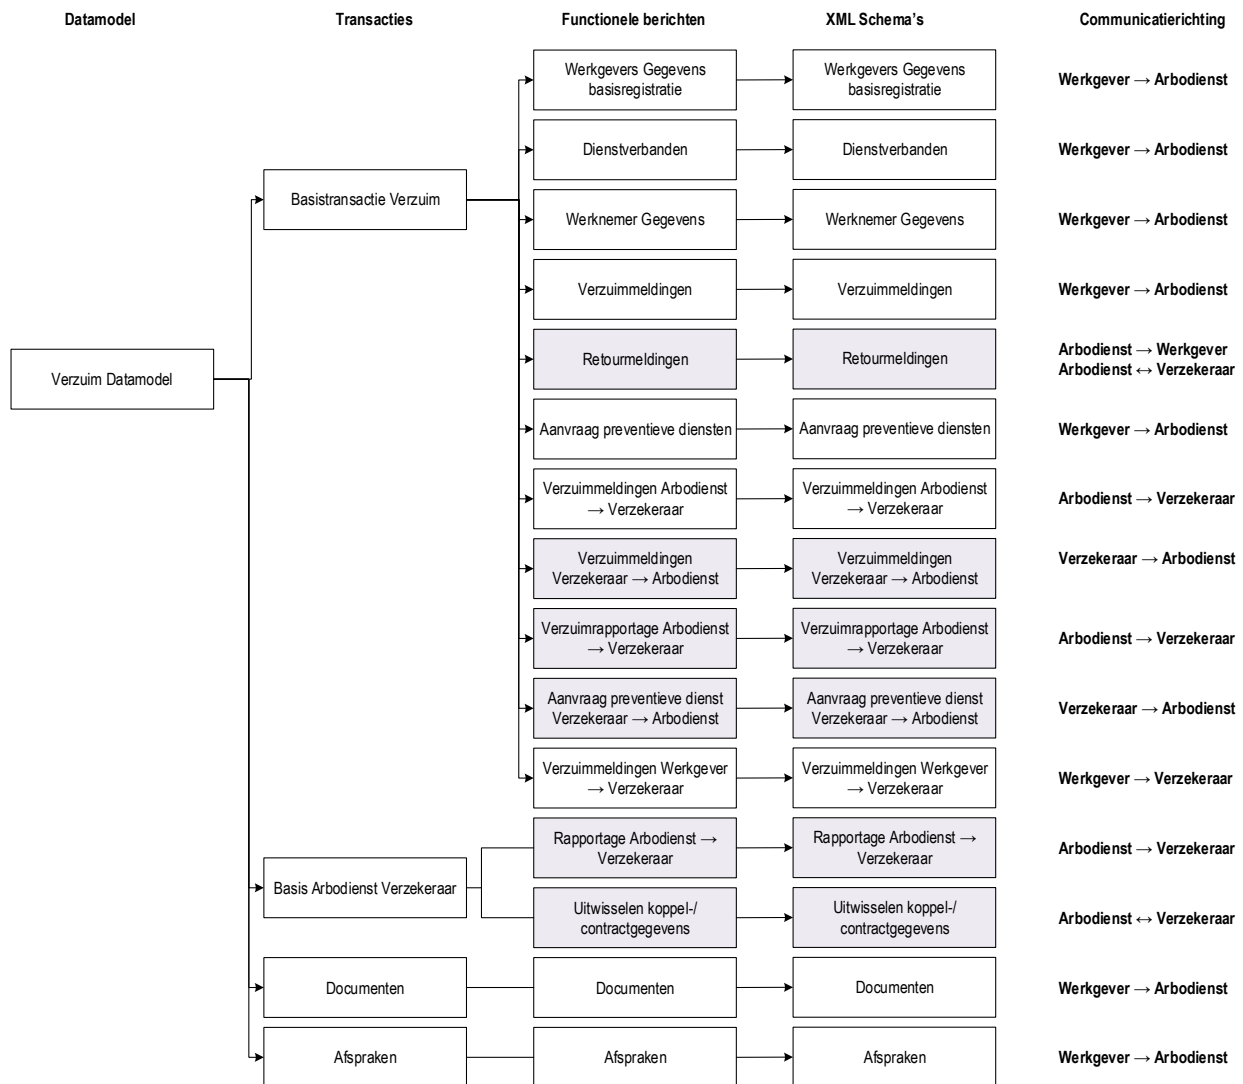 Datamodel
Transacties
Functionele berichten
XML Schema's
Communicatierichting
Werkgevers Gegevens
basisregistratie
Werkgevers Gegevens
basisregistratie
Werkgever → Arbodienst
Dienstverbanden
Dienstverbanden
Werkgever → Arbodienst
Basistransactie Verzuim
Werknemer Gegevens
Werknemer Gegevens
Werkgever → Arbodienst
Verzuimmeldingen
Verzuimmeldingen
Werkgever → Arbodienst
Verzuim Datamodel
Retourmeldingen
Retourmeldingen
Arbodienst → Werkgever
Arbodienst ↔ Verzekeraar
Aanvraag preventieve diensten
Aanvraag preventieve diensten
Werkgever → Arbodienst
Verzuimmeldingen Arbodienst
→ Verzekeraar
Verzuimmeldingen Arbodienst
→ Verzekeraar
Arbodienst → Verzekeraar
Verzuimmeldingen
Verzekeraar → Arbodienst
Verzuimmeldingen
Verzekeraar → Arbodienst
Verzekeraar → Arbodienst
Verzuimrapportage Arbodienst
→ Verzekeraar
Verzuimrapportage Arbodienst
→ Verzekeraar
Arbodienst → Verzekeraar
Aanvraag preventieve dienst
Verzekeraar → Arbodienst
Aanvraag preventieve dienst
Verzekeraar → Arbodienst
Verzekeraar → Arbodienst
Verzuimmeldingen Werkgever
→ Verzekeraar
Verzuimmeldingen Werkgever
→ Verzekeraar
Werkgever → Verzekeraar
Basis Arbodienst Verzekeraar
Rapportage Arbodienst →
Verzekeraar
Rapportage Arbodienst →
Verzekeraar
Arbodienst → Verzekeraar
Uitwisselen koppel-/
contractgegevens
Uitwisselen koppel-/
contractgegevens
Arbodienst ↔ Verzekeraar
Documenten
Documenten
Documenten
Werkgever → Arbodienst
Afspraken
Afspraken
Afspraken
Werkgever → Arbodienst